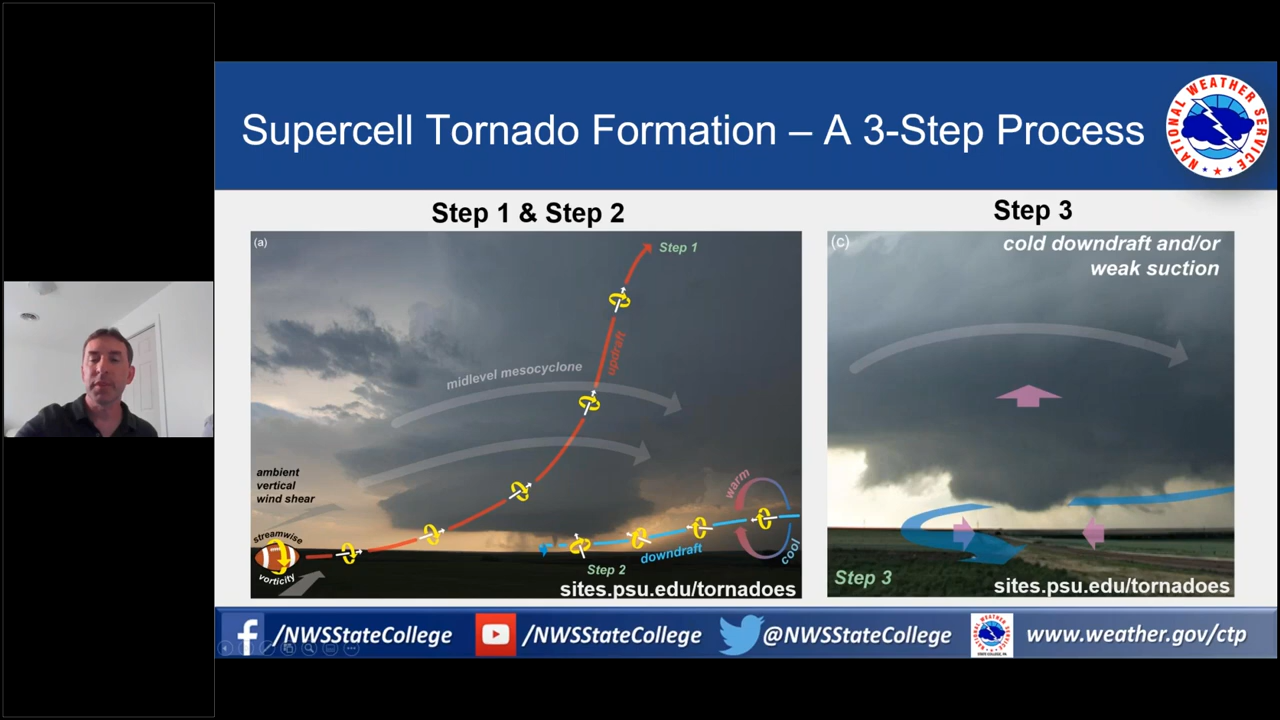 Supercell Tornado Formation – A 3-Step Process
NATIONAL WEATHER SERVICE
Step 1 & Step 2
Step 3
(a)
Step 1
updraft
midlevel mesocyclone
ambient
vertical
wind shear
streamwise
vorticity
warm
cool
downdraft
Step 2
sites.psu.edu/tornadoes
(c)
cold downdraft and/or
weak suction
Step 3
sites.psu.edu/tornadoes
/NWSStateCollege
/NWSStateCollege
@NWSStateCollege
www.weather.gov/ctp